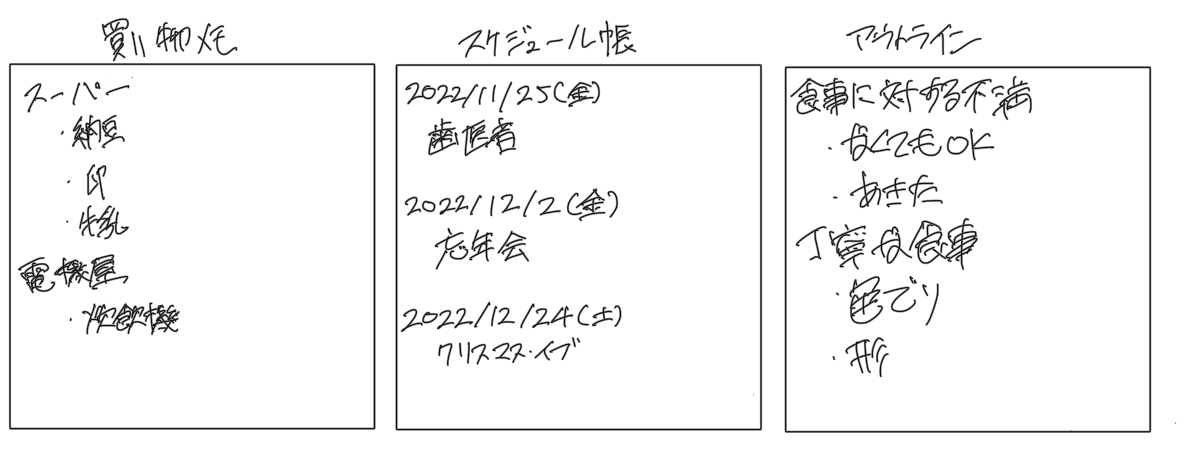 買い物メモ
スーパー
・納豆
・卵
・牛乳
電機屋
・炊飯機
スケジュール帳
2022/11/25(金)
歯医者
2022/12/2(金)
忘年会
2022/12/24(土)
クリスマス・イブ
アウトライン
食事に対する不満
・なくてもOK
・あきた
丁寧な食事
・色どり
・形